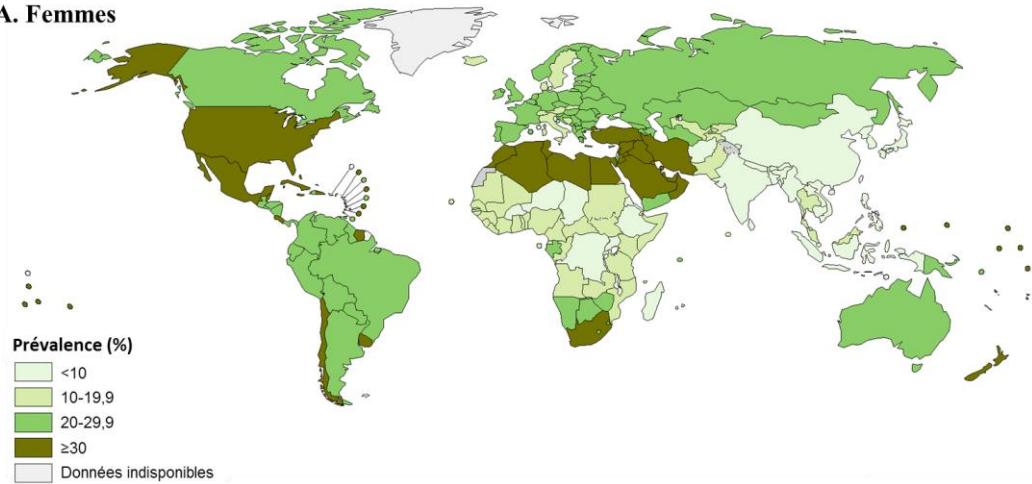 A. Femmes
Prévalence (%)
<10
10-19,9
20-29,9
≥30
Données indisponibles